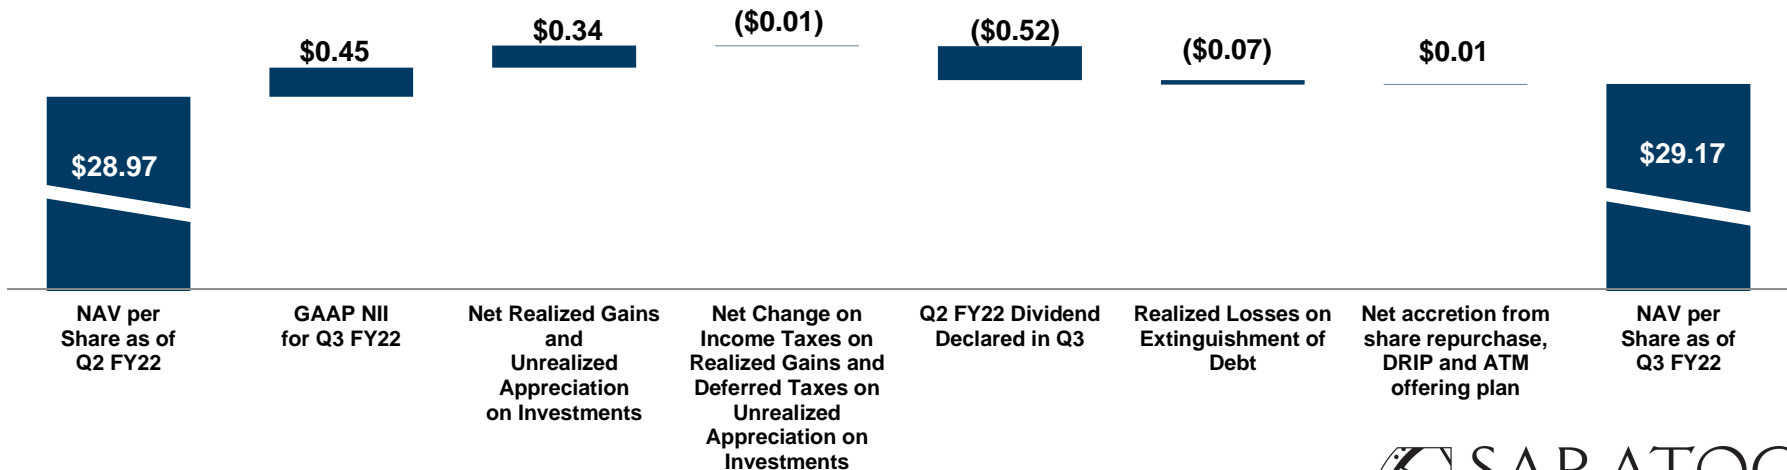 $28.97
$0.45
$0.34
($0.01)
($0.52)
($0.07)
$0.01
$29.17
NAV per
Share as of
Q2 FY22
GAAP NII
for Q3 FY22
Net Realized Gains
and
Unrealized
Appreciation
on Investments
Net Change on
Income Taxes on
Realized Gains and
Deferred Taxes on
Unrealized
Appreciation on
Investments
Q2 FY22 Dividend
Declared in Q3
Realized Losses on
Extinguishment of
Debt
Net accretion from
share repurchase,
DRIP and ATM
offering plan
NAV per
Share as of
Q3 FY22